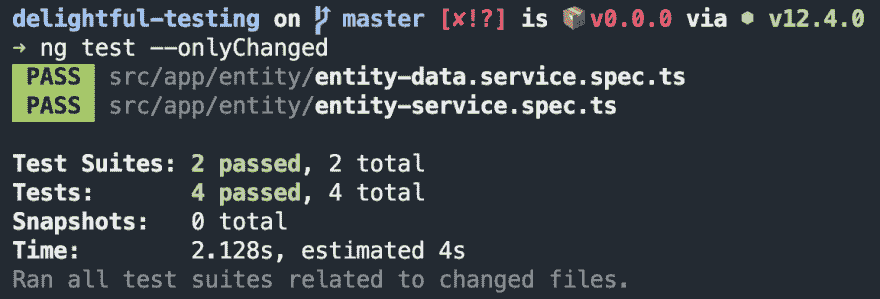 delightful-testing on master [✘!?] is 📦 v0.0.0 via ⬢ v12.4.0
→ ng test --onlyChanged
PASS src/app/entity/entity-data.service.spec.ts
PASS src/app/entity/entity-service.spec.ts
Test Suites: 2 passed, 2 total
Tests: 4 passed, 4 total
Snapshots: 0 total
Time: 2.128s, estimated 4s
Ran all test suites related to changed files.